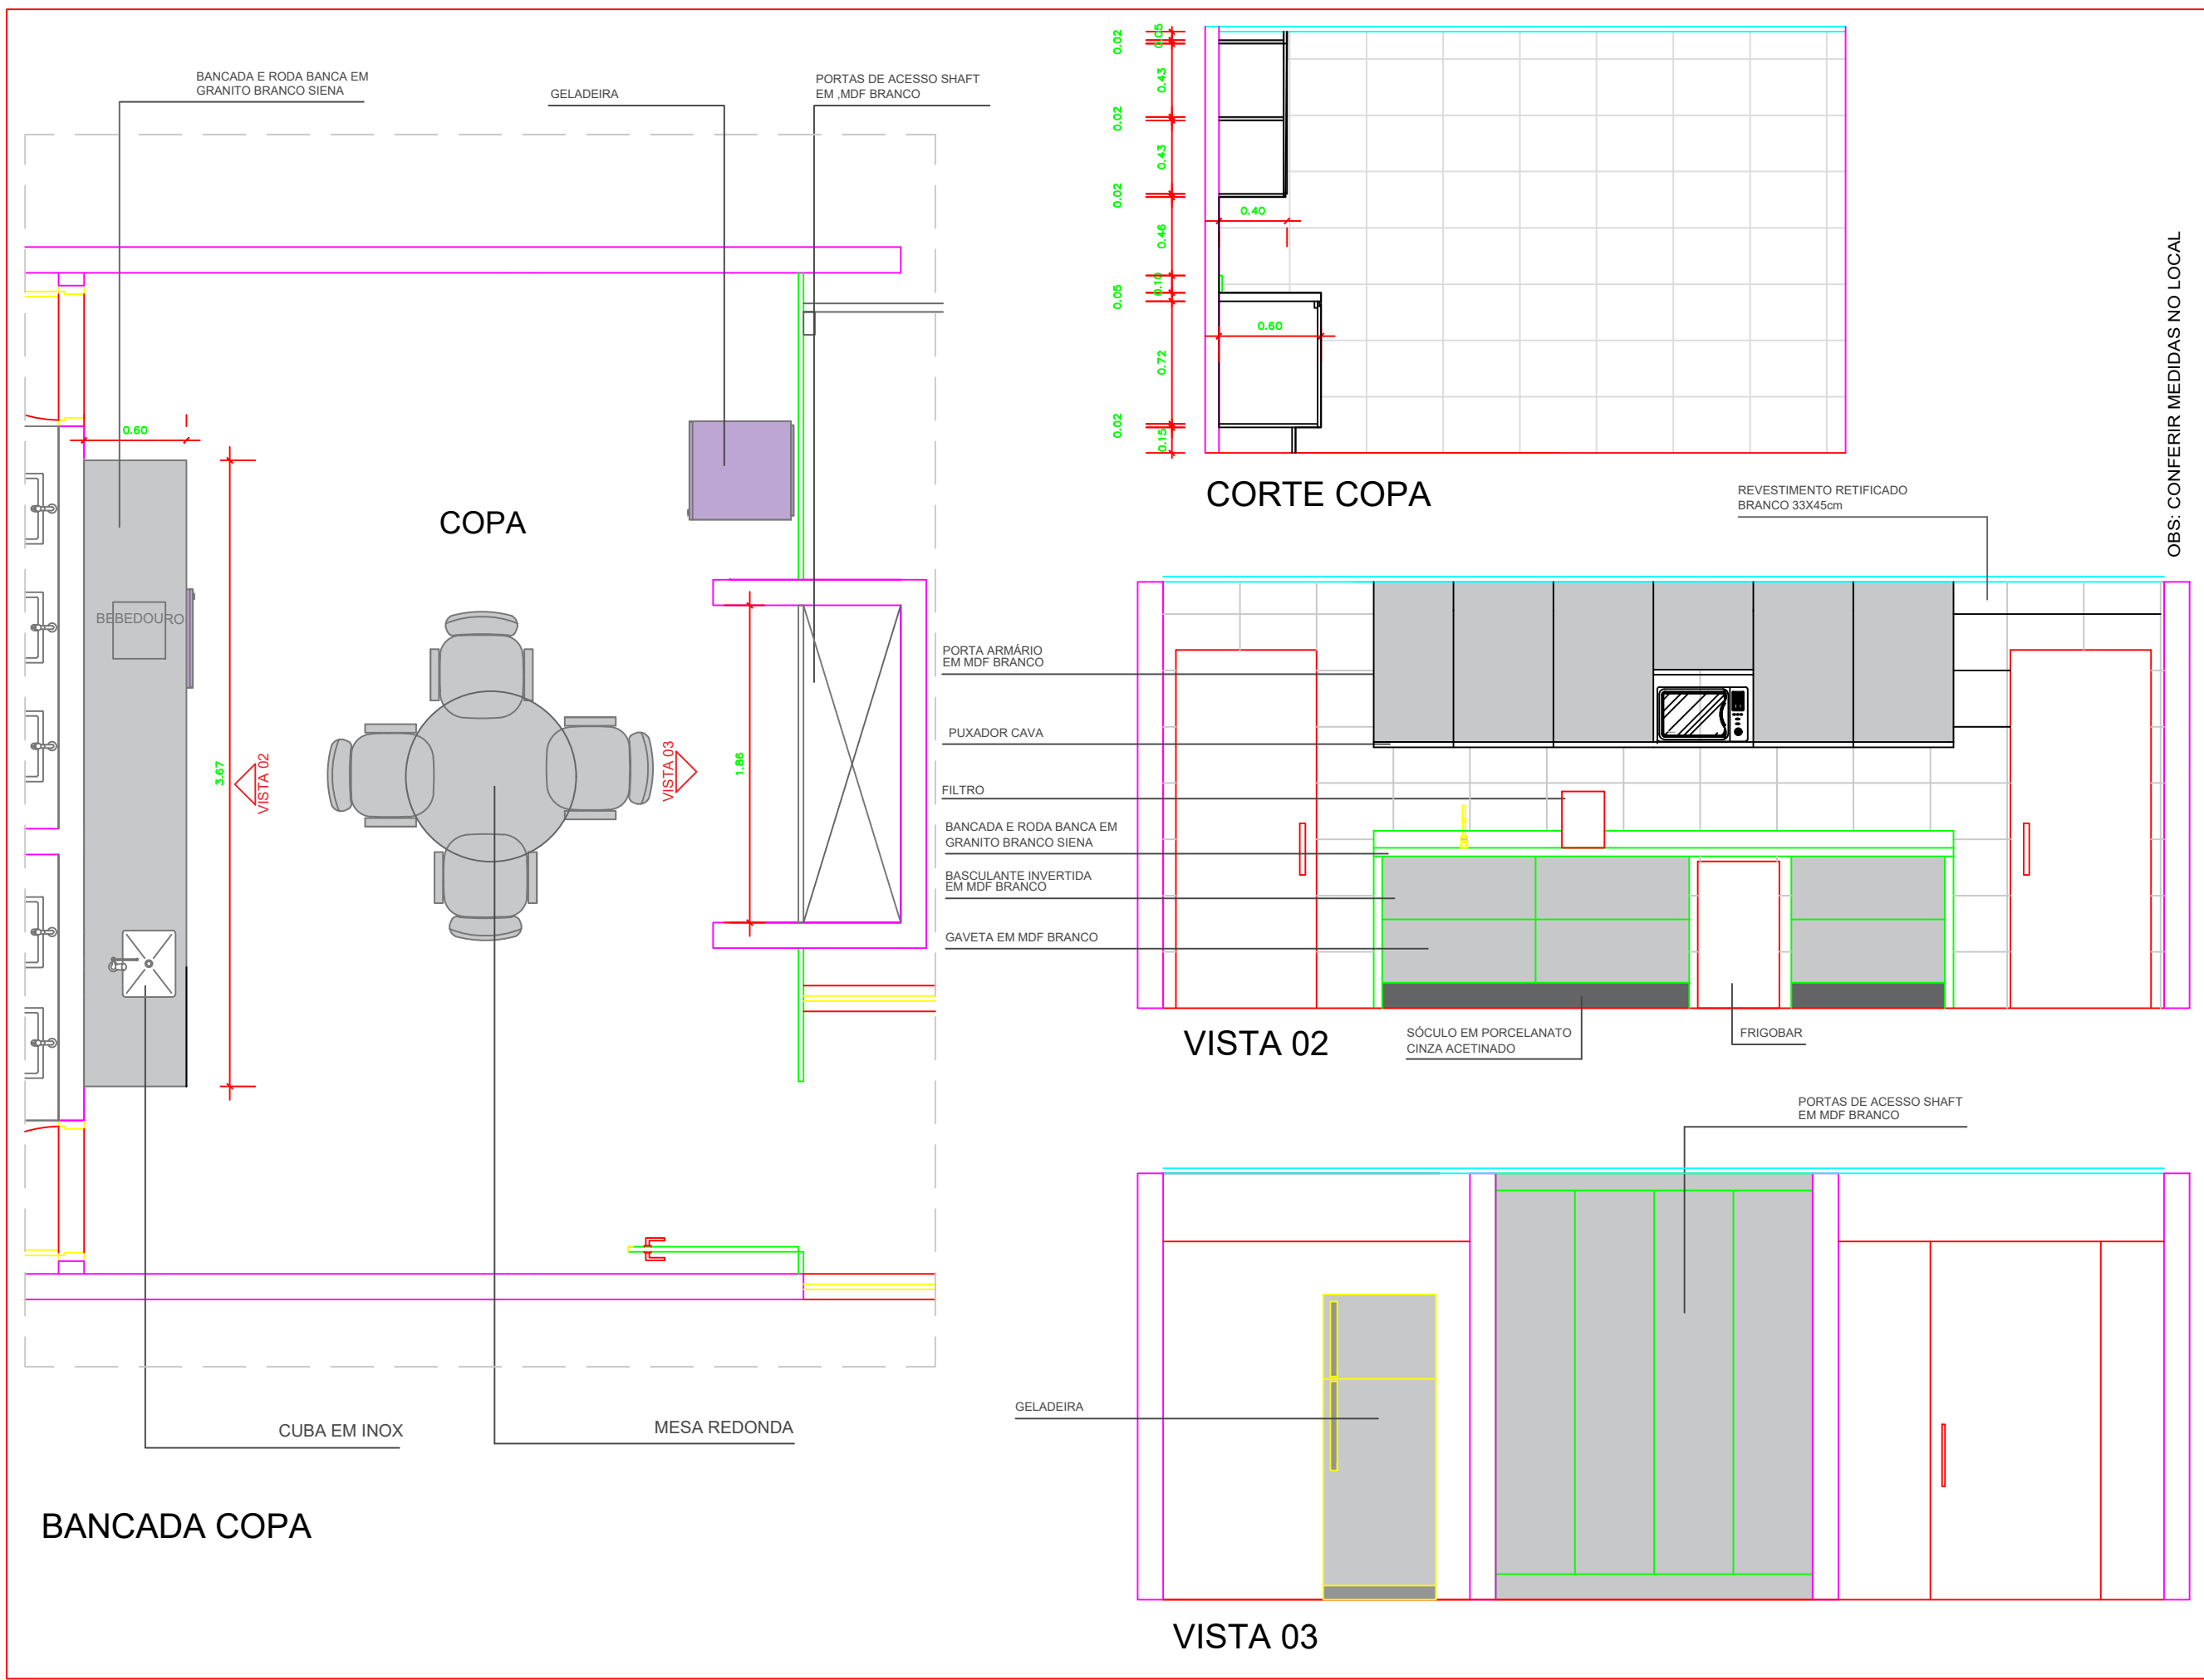 BANCADA E RODA BANCA EM
GRANITO BRANCO SIENA
GELADEIRA
PORTAS DE ACESSO SHAFT
EM ,MDF BRANCO
0.60
COPA
BEBEDOURO
3.67
VISTA 02
VISTA 03
1.86
CUBA EM INOX
MESA REDONDA
BANCADA COPA
0.02
0.05
0.43
0.02
0.43
0.02
0.40
0.46
0.10
0.05
0.60
0.72
0.02
0.15
CORTE COPA
OBS: CONFERIR MEDIDAS NO LOCAL
REVESTIMENTO RETIFICADO
BRANCO 33X45cm
PORTA ARMÁRIO
EM MDF BRANCO
PUXADOR CAVA
FILTRO
BANCADA E RODA BANCA EM
GRANITO BRANCO SIENA
BASCULANTE INVERTIDA
EM MDF BRANCO
GAVETA EM MDF BRANCO
VISTA 02
SÓCULO EM PORCELANATO
CINZA ACETINADO
FRIGOBAR
PORTAS DE ACESSO SHAFT
EM MDF BRANCO
GELADEIRA
VISTA 03